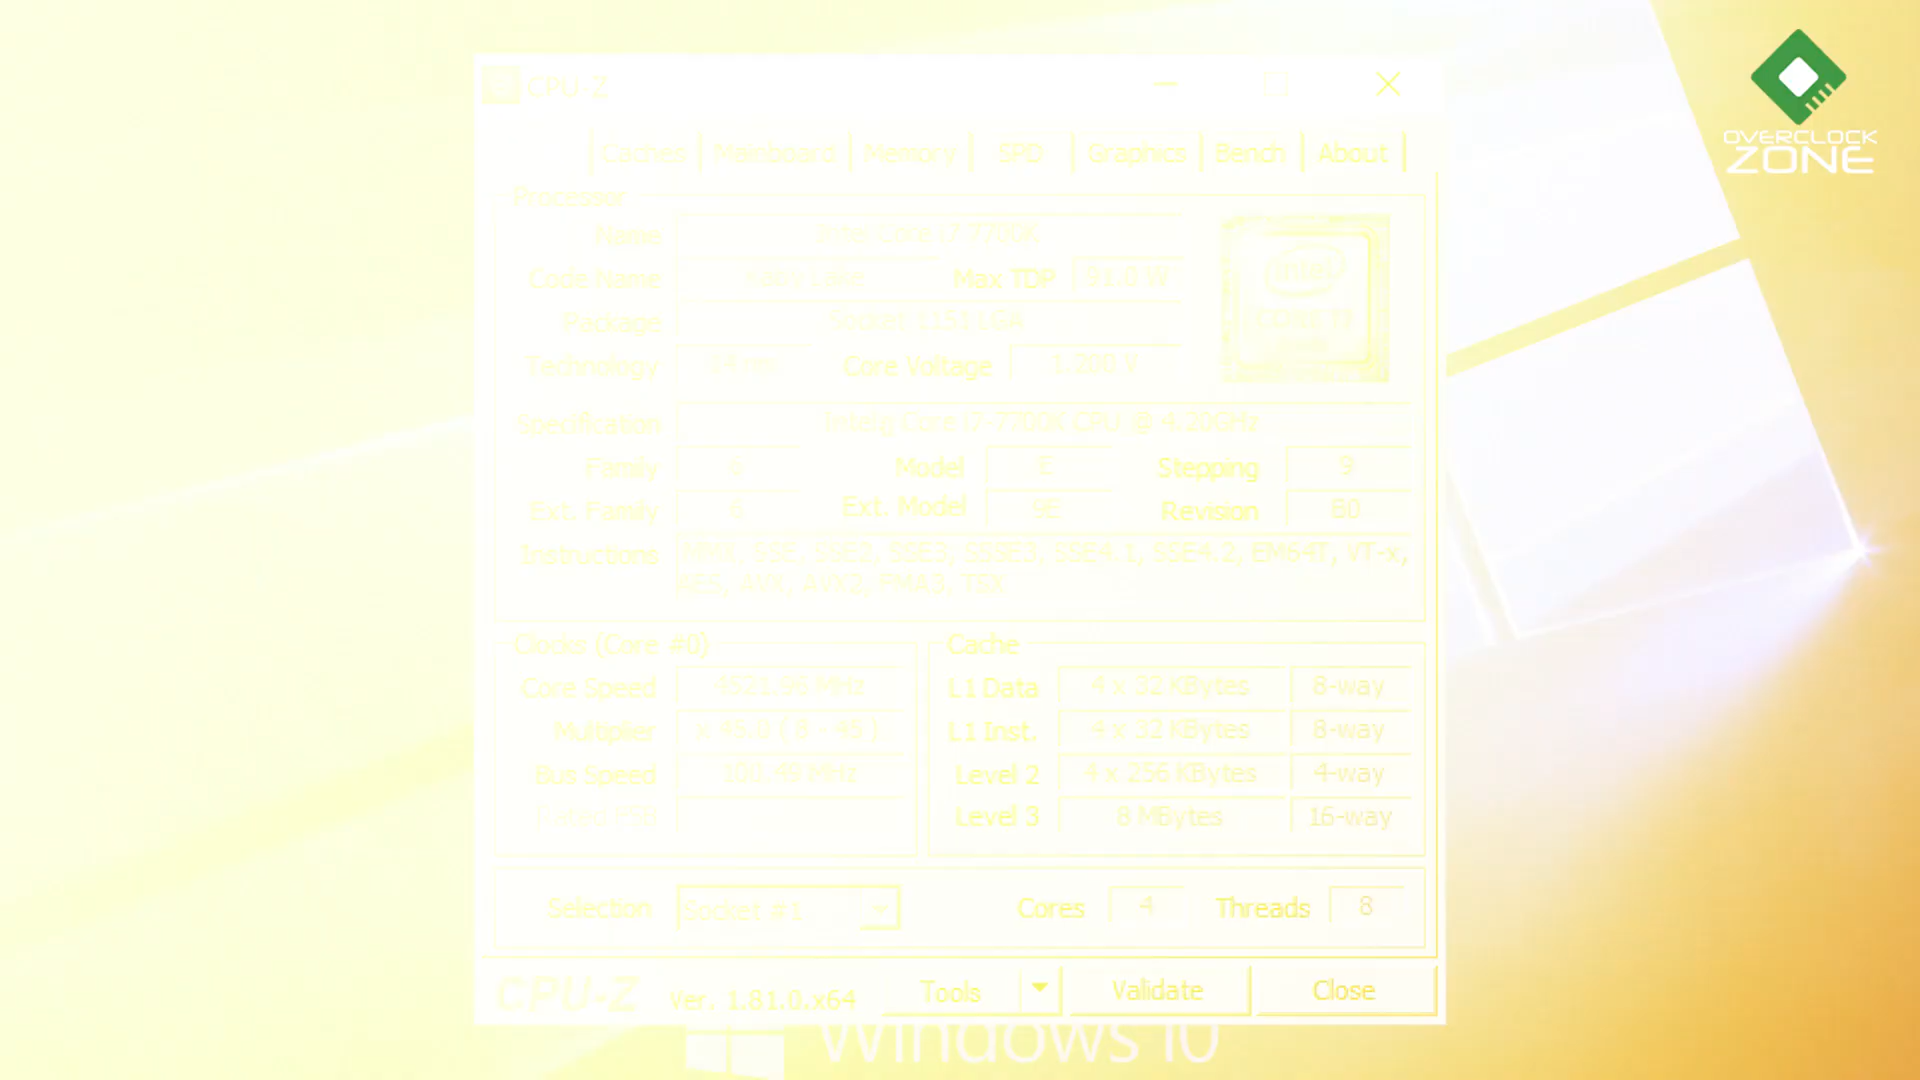 OVERCLOCK
ZONE
CPU-Z
Caches Mainboard Memory SPD Graphics Bench About
Processor
Name Intel Core i7 7700K
Code Name Kaby Lake Max TDP 91.0 W
Package Socket 1151 LGA
Technology Core Voltage 1.200 V
Specification Core i7-7700K CPU @ 4.20GHz
Family 6 Model E Stepping 9
Ext. Family 6 Ext. Model 9E Revision B0
Instructions MMX, SSE, SSE2, SSE3, SSSE3, SSE4.1, SSE4.2, EM64T, VT-x,
AES, AVX, AVX2, FMA3, TSX
Clocks (Core #0)
Core Speed 4521.96 MHz
Multiplier x 45.0 ( 8 - 45 )
Bus Speed 100.49 MHz
Rated FSB
Cache
L1 Data 4 x 32 KBytes 8-way
L1 Inst. 4 x 32 KBytes 8-way
Level 2 4 x 256 KBytes 4-way
Level 3 8 MBytes 16-way
Selection Socket #1 Cores 4 Threads 8
CPU-Z Ver. 1.81.0.x64 Tools Validate Close
Windows 10